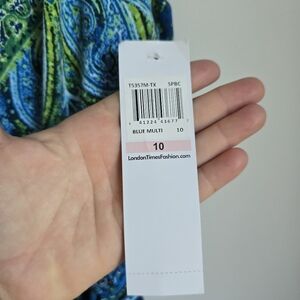 T5357M-TX SPBC
BLUE MULTI 10
10
LondonTimesFashion.com